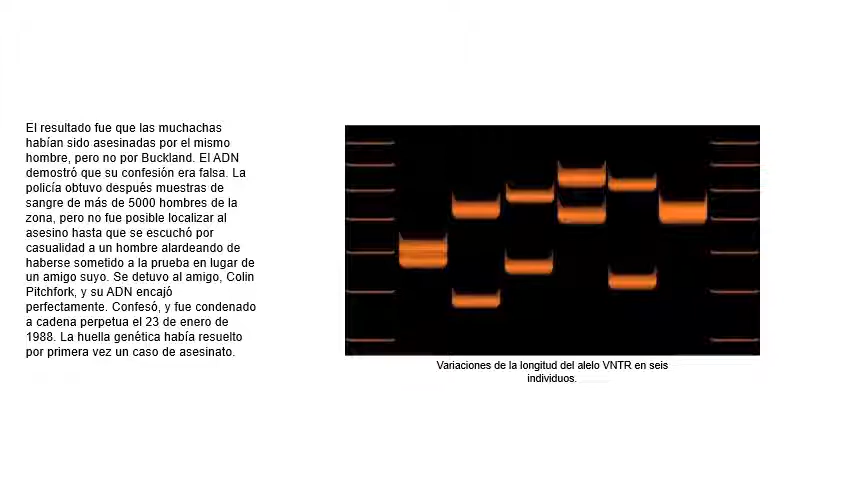 El resultado fue que las muchachas
habían sido asesinadas por el mismo
hombre, pero no por Buckland. El ADN
demostró que su confesión era falsa. La
policía obtuvo después muestras de
sangre de más de 5000 hombres de la
zona, pero no fue posible localizar al
asesino hasta que se escuchó por
casualidad a un hombre alardeando de
haberse sometido a la prueba en lugar de
un amigo suyo. Se detuvo al amigo, Colin
Pitchfork, y su ADN encajó
perfectamente. Confesó, y fue condenado
a cadena perpetua el 23 de enero de
1988. La huella genética había resuelto
por primera vez un caso de asesinato.
Variaciones de la longitud del alelo VNTR en seis
individuos.